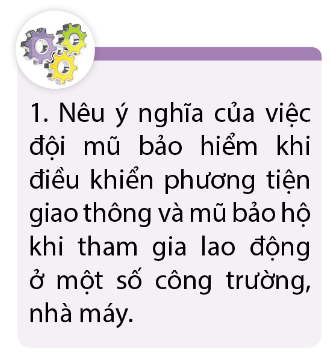 1. Nêu ý nghĩa của việc
đội mũ bảo hiểm khi
điều khiển phương tiện
giao thông và mũ bảo hộ
khi tham gia lao động
ở một số công trường,
nhà máy.